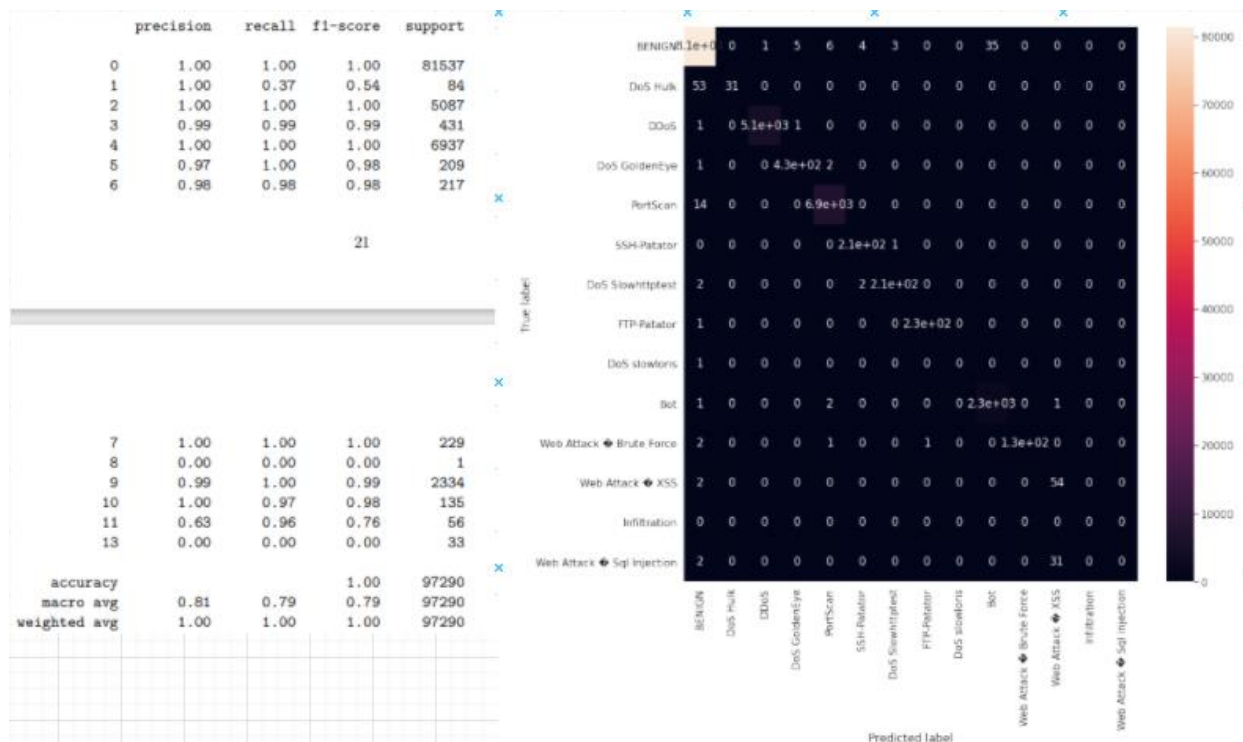 precision recall f1-score support
0 1.00 1.00 1.00 81537
1 1.00 0.37 0.54 84
2 1.00 1.00 1.00 5087
3 0.99 0.99 0.99 431
4 1.00 1.00 1.00 6937
5 0.97 1.00 0.98 209
6 0.98 0.98 0.98 217
21
7 1.00 1.00 1.00 229
8 0.00 0.00 0.00 1
9 0.99 1.00 0.99 2334
10 1.00 0.97 0.98 135
11 0.63 0.96 0.76 56
13 0.00 0.00 0.00 33
accuracy 1.00 97290
macro avg 0.81 0.79 0.79 97290
weighted avg 1.00 1.00 1.00 97290
True label
BENIGN 0 1 5 6 4 3 0 0 35 0 0 0 0
DoS Hulk 53 31 0 0 0 0 0 0 0 0 0 0 0 0
DDoS 1 0 5.1e+03 1 0 0 0 0 0 0 0 0 0 0
DoS GoldenEye 1 0 0 4.3e+02 2 0 0 0 0 0 0 0 0 0
PortScan 14 0 0 0 6.9e+03 0 0 0 0 0 0 0 0 0
SSH-Patator 0 0 0 0 0 2.1e+02 1 0 0 0 0 0 0 0
DoS Slowhttptest 2 0 0 0 0 2 2.1e+02 0 0 0 0 0 0 0
FTP-Patator 1 0 0 0 0 0 0 2.3e+02 0 0 0 0 0 0
DoS slowloris 1 0 0 0 0 0 0 0 0 0 0 0 0 0
Bot 1 0 0 0 2 0 0 0 0 2.3e+03 0 1 0 0
Web Attack � Brute Force 2 0 0 0 1 0 0 1 0 0 1.3e+02 0 0 0
Web Attack � XSS 2 0 0 0 0 0 0 0 0 0 0 54 0 0
Infiltration 0 0 0 0 0 0 0 0 0 0 0 0 0 0
Web Attack � Sql Injection 2 0 0 0 0 0 0 0 0 0 0 31 0 0
BENIGN
DoS Hulk
DDoS
DoS GoldenEye
PortScan
SSH-Patator
DoS Slowhttptest
FTP-Patator
DoS slowloris
Bot
Web Attack � Brute Force
Web Attack � XSS
Infiltration
Web Attack � Sql Injection
Predicted label
80000
70000
60000
50000
40000
30000
20000
10000
0